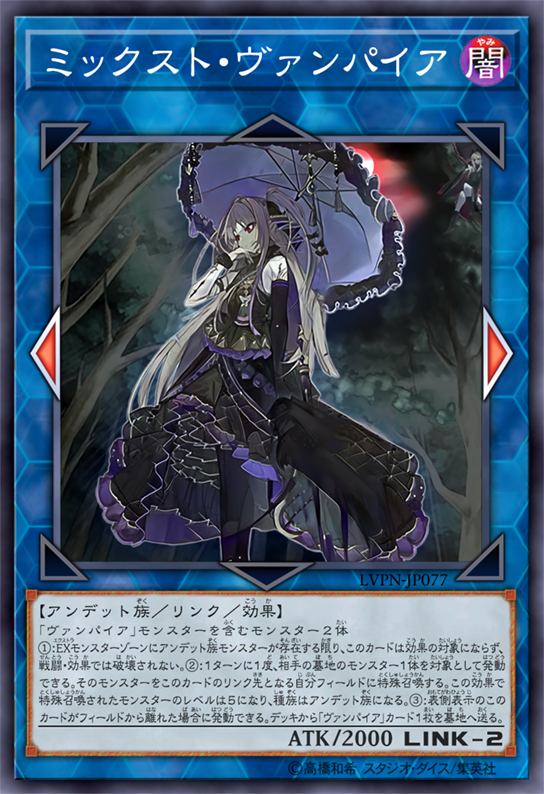 ミックスト・ヴァンパイア 闇
LVPN-JP077
【アンデット族／リンク／効果】
「ヴァンパイア」モンスターを含むモンスター２体
①：EXモンスターゾーンにアンデット族モンスターが存在する限り、このカードは効果の対象にならず、
戦闘・効果では破壊されない。②：1ターンに1度、相手の墓地のモンスター1体を対象として発動
できる。そのモンスターをこのカードのリンク先となる自分フィールドに特殊召喚する。この効果で
特殊召喚されたモンスターのレベルは5になり、種族はアンデット族になる。③：表側表示のこの
カードがフィールドから離れた場合に発動できる。デッキから「ヴァンパイア」カード1枚を墓地へ送る。
ATK/2000 LINK-2
©高橋和希 スタジオ・ダイス/集英社